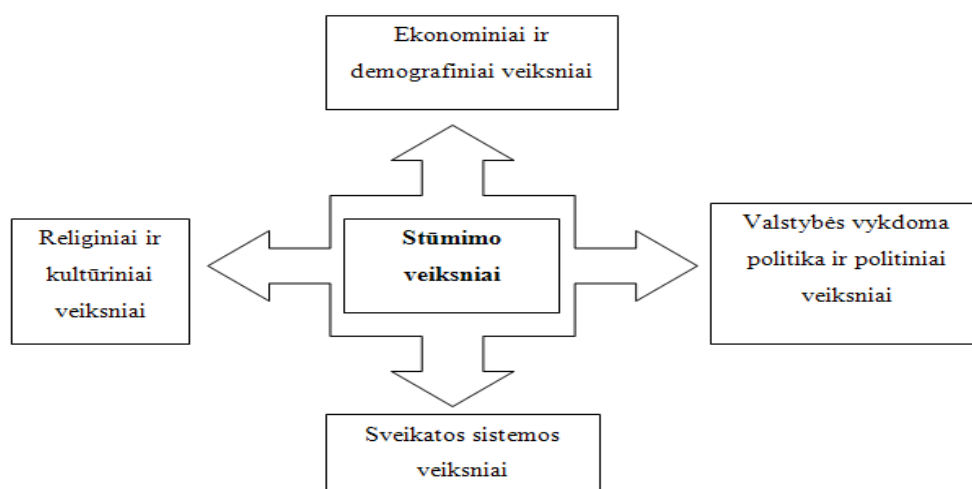 Ekonominiai ir
demografiniai veiksniai
Religiniai ir
kultūriniai
veiksniai
Stūmimo
veiksniai
Valstybės vykdoma
politika ir politiniai
veiksniai
Sveikatos sistemos
veiksniai